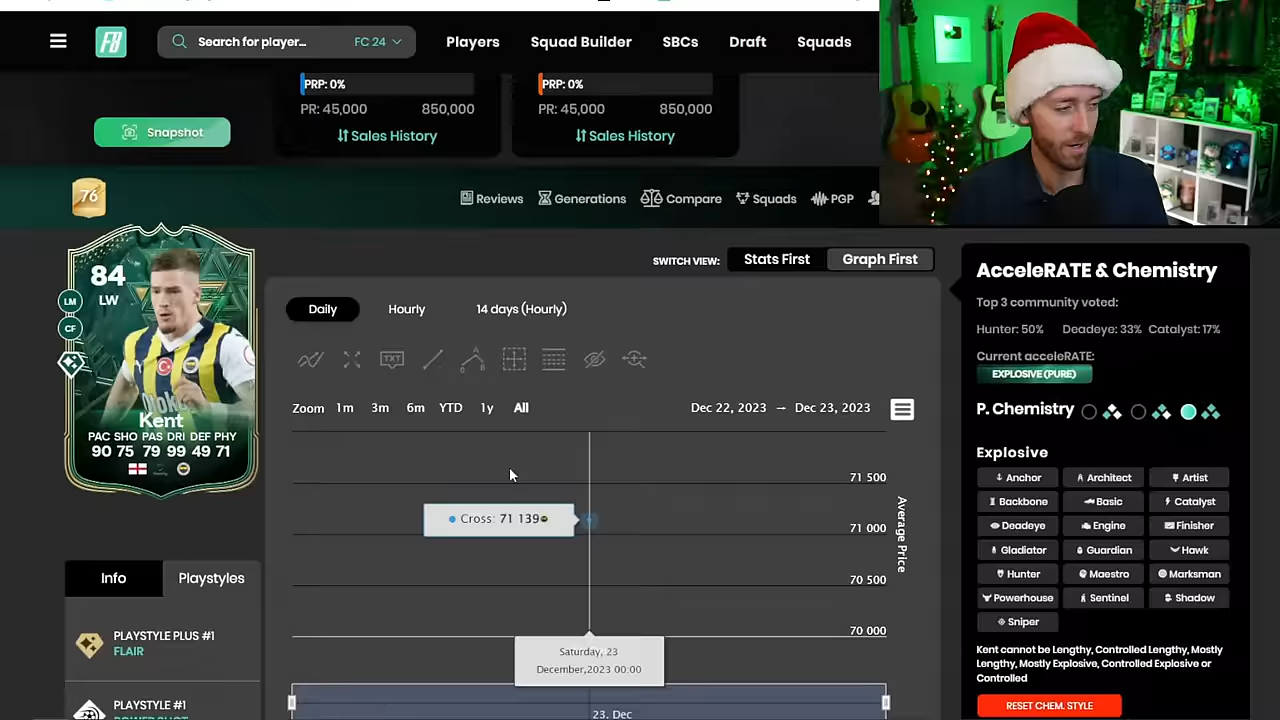 FB
Search for player...
FC 24
Players
Squad Builder
SBCs
Draft
Squads
PRP: 0%
PR: 45,000
850,000
Sales History
PRP: 0%
PR: 45,000
850,000
Sales History
Snapshot
76
Reviews
Generations
Compare
Squads
PGP
84
LW
LM
CF
Kent
PAC SHO PAS DRI DEF PHY
90 75 79 99 49 71
SWITCH VIEW:
Stats First
Graph First
Daily
Hourly
14 days (Hourly)
TXT
Zoom 1m 3m 6m YTD 1y All
Dec 22, 2023 → Dec 23, 2023
71 500
71 000
70 500
70 000
Average Price
Cross: 71 139
Saturday, 23
December,2023 00:00
23. Dec
Info
Playstyles
PLAYSTYLE PLUS #1
FLAIR
PLAYSTYLE #1
POWER SHOT
AcceleRATE & Chemistry
Top 3 community voted:
Hunter: 50% Deadeye: 33% Catalyst: 17%
Current acceleRATE:
EXPLOSIVE (PURE)
P. Chemistry
Explosive
Anchor
Architect
Artist
Backbone
Basic
Catalyst
Deadeye
Engine
Finisher
Gladiator
Guardian
Hawk
Hunter
Maestro
Marksman
Powerhouse
Sentinel
Shadow
Sniper
Kent cannot be Lengthy, Controlled Lengthy, Mostly
Lengthy, Mostly Explosive, Controlled Explosive or
Controlled
RESET CHEM. STYLE